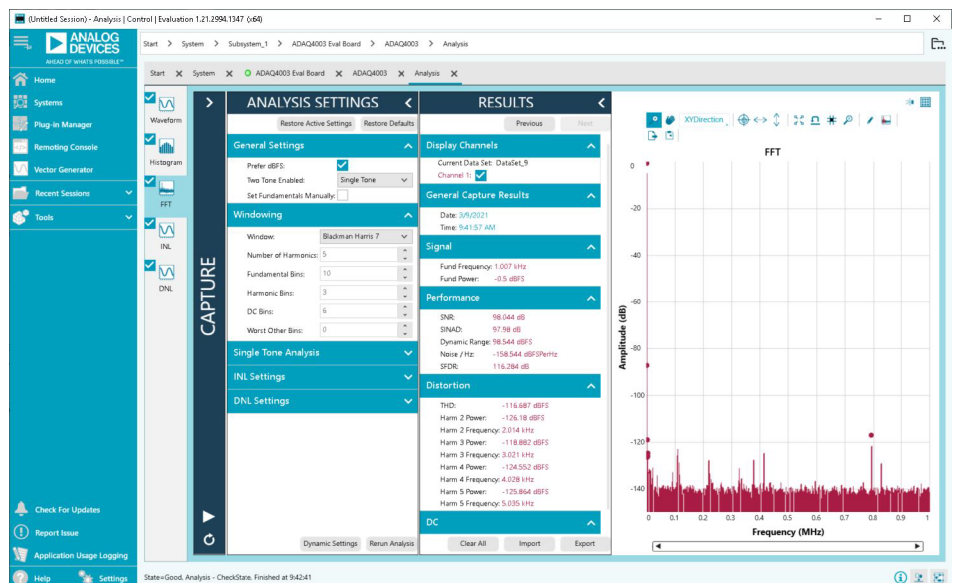 (Untitled Session) - Analysis | Control | Evaluation 1.21.2994.1347 (x64)
ANALOG DEVICES
AHEAD OF WHAT'S POSSIBLE™
Home
Systems
Plug-in Manager
Remoting Console
Vector Generator
Recent Sessions
Tools
Check For Updates
Report Issue
Application Usage Logging
Help Settings
Start > System > Subsystem_1 > ADAQ4003 Eval Board > ADAQ4003 > Analysis
Start System ADAQ4003 Eval Board ADAQ4003 Analysis
Waveform
Histogram
FFT
INL
DNL
CAPTURE
ANALYSIS SETTINGS
Restore Active Settings Restore Defaults
General Settings
Prefer dBFS:
Two Tone Enabled: Single Tone
Set Fundamentals Manually:
Windowing
Window: Blackman Harris 7
Number of Harmonics: 5
Fundamental Bins: 10
Harmonic Bins: 3
DC Bins: 6
Worst Other Bins: 0
Single Tone Analysis
INL Settings
DNL Settings
Dynamic Settings Rerun Analysis
RESULTS
Previous Next
Display Channels
Current Data Set: DataSet_9
Channel 1:
General Capture Results
Date: 3/9/2021
Time: 9:41:57 AM
Signal
Fund Frequency: 1.007 kHz
Fund Power: -0.5 dBFS
Performance
SNR: 98.044 dB
SINAD: 97.98 dB
Dynamic Range: 98.544 dBFS
Noise / Hz: -158.544 dBFSPerHz
SFDR: 116.284 dB
Distortion
THD: -116.687 dBFS
Harm 2 Power: -126.18 dBFS
Harm 2 Frequency: 2.014 kHz
Harm 3 Power: -118.882 dBFS
Harm 3 Frequency: 3.021 kHz
Harm 4 Power: -124.552 dBFS
Harm 4 Frequency: 4.028 kHz
Harm 5 Power: -125.864 dBFS
Harm 5 Frequency: 5.035 kHz
DC
Clear All Import Export
XYDirection
FFT
Amplitude (dB)
0
-20
-40
-60
-80
-100
-120
-140
0 0.1 0.2 0.3 0.4 0.5 0.6 0.7 0.8 0.9 1
Frequency (MHz)
State=Good, Analysis - CheckState, Finished at 9:42:41